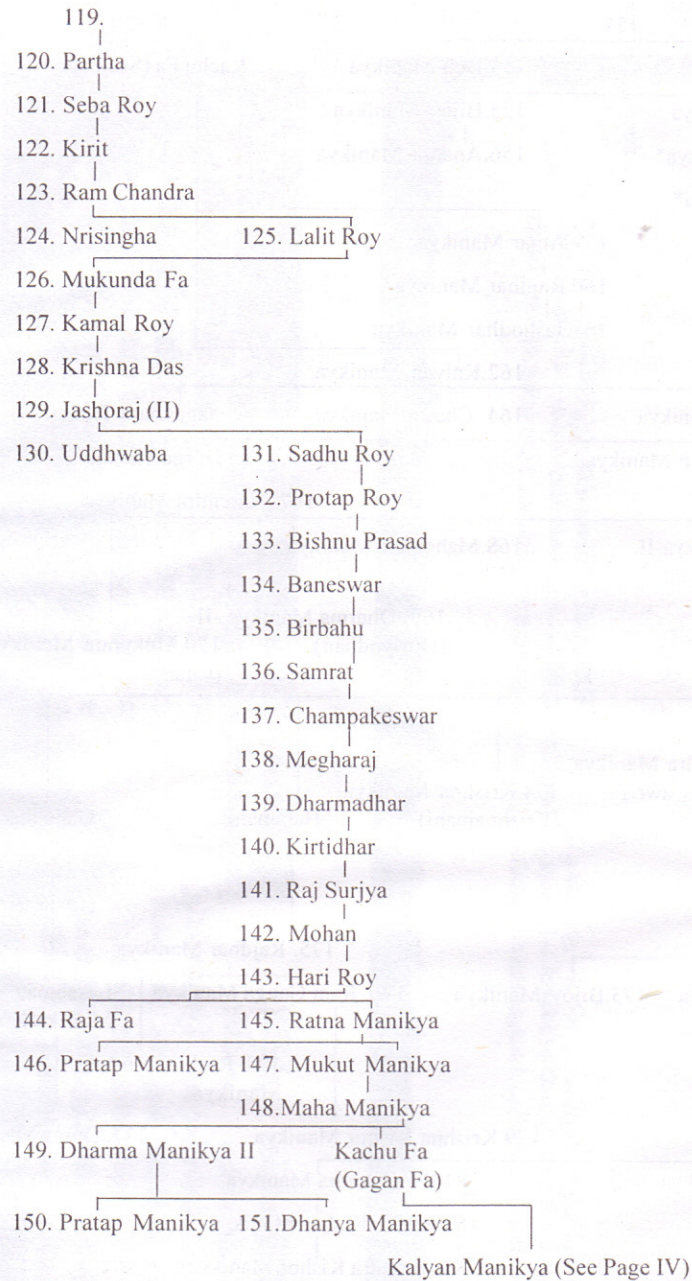 119.
120. Partha
121. Seba Roy
122. Kirit
123. Ram Chandra
124. Nrisingha 125. Lalit Roy
126. Mukunda Fa
127. Kamal Roy
128. Krishna Das
129. Jashoraj (II)
130. Uddhwaba 131. Sadhu Roy
132. Protap Roy
133. Bishnu Prasad
134. Baneswar
135. Birbahu
136. Samrat
137. Champakeswar
138. Megharaj
139. Dharmadhar
140. Kirtidhar
141. Raj Surjya
142. Mohan
143. Hari Roy
144. Raja Fa 145. Ratna Manikya
146. Pratap Manikya 147. Mukut Manikya
148.Maha Manikya
149. Dharma Manikya II Kachu Fa
(Gagan Fa)
150. Pratap Manikya 151.Dhanya Manikya
Kalyan Manikya (See Page IV)